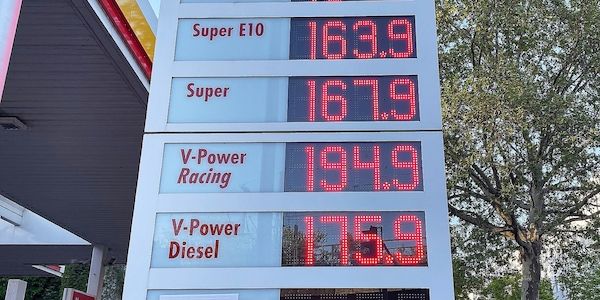 Super E10 163.9
Super 167.9
V-Power
Racing 194.9
V-Power
Diesel 175.9